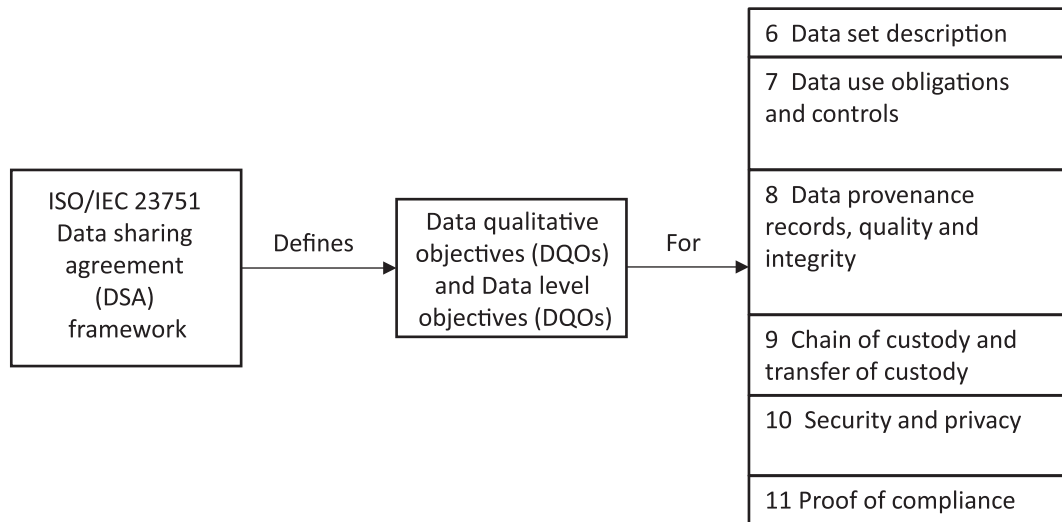 ISO/IEC 23751
Data sharing
agreement
(DSA)
framework
Defines
Data qualitative
objectives (DQOs)
and Data level
objectives (DQOs)
For
6 Data set description
7 Data use obligations
and controls
8 Data provenance
records, quality and
integrity
9 Chain of custody and
transfer of custody
10 Security and privacy
11 Proof of compliance